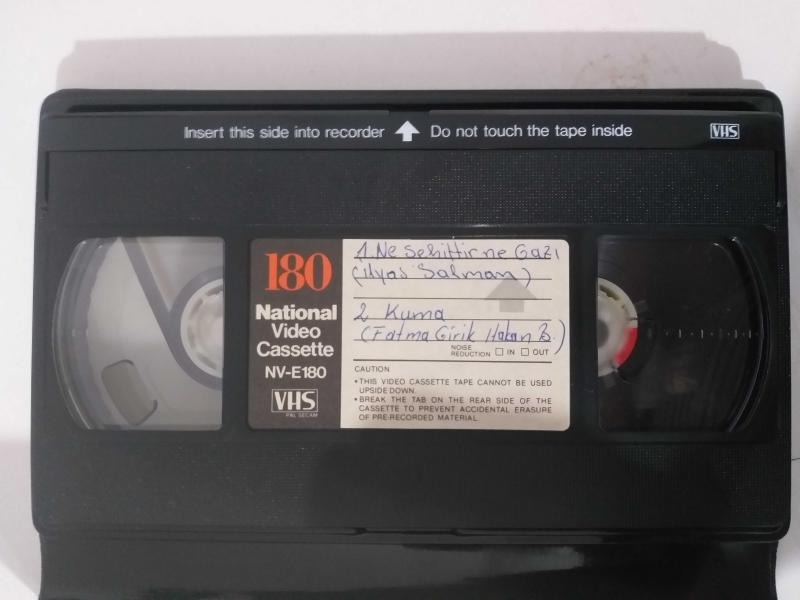 Insert this side into recorder Do not touch the tape inside VHS
180
National
Video
Cassette
NV-E180
VHS
PAL SECAM
1. Ne Sehittir ne Gazi
(ilyas Salman)
2 Kuma
(Fatma Girik Hakan B.)
NOISE
REDUCTION IN OUT
CAUTION
• THIS VIDEO CASSETTE TAPE CANNOT BE USED
UPSIDE DOWN.
• BREAK THE TAB ON THE REAR SIDE OF THE
CASSETTE TO PREVENT ACCIDENTAL ERASURE
OF PRE-RECORDED MATERIAL.